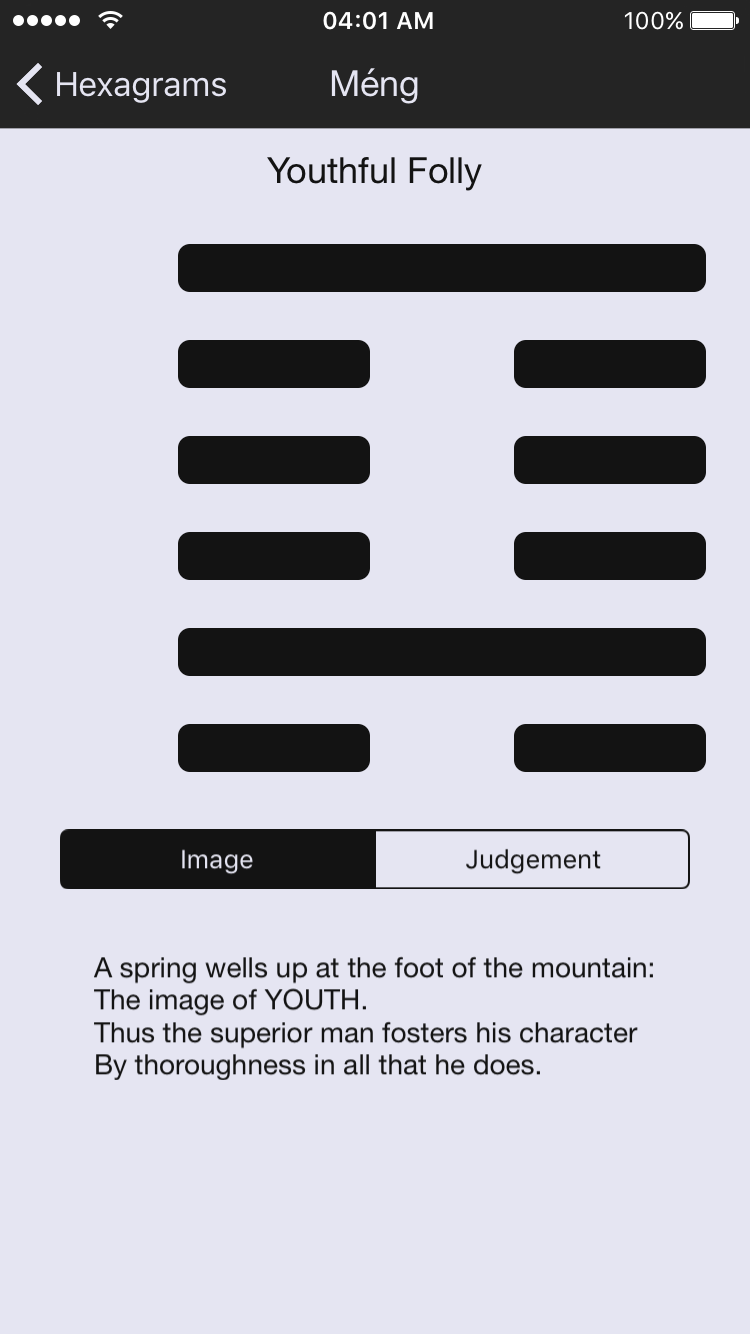 04:01 AM 100%
Hexagrams Méng
Youthful Folly
Image Judgement
A spring wells up at the foot of the mountain:
The image of YOUTH.
Thus the superior man fosters his character
By thoroughness in all that he does.